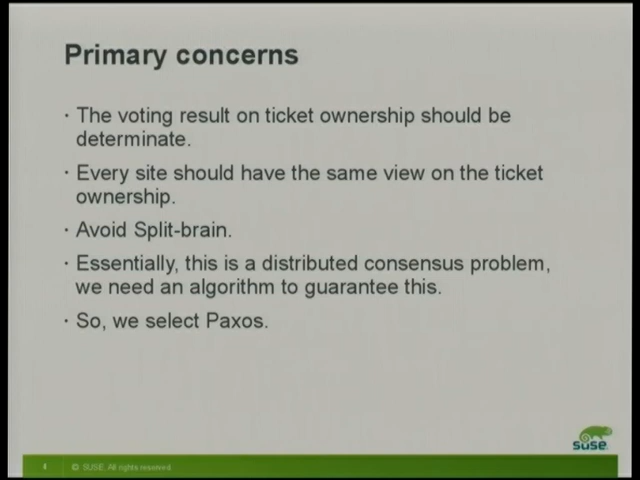 Primary concerns
· The voting result on ticket ownership should be
determinate.
· Every site should have the same view on the ticket
ownership.
· Avoid Split-brain.
· Essentially, this is a distributed consensus problem,
we need an algorithm to guarantee this.
· So, we select Paxos.
SUSE
4 © SUSE. All rights reserved.